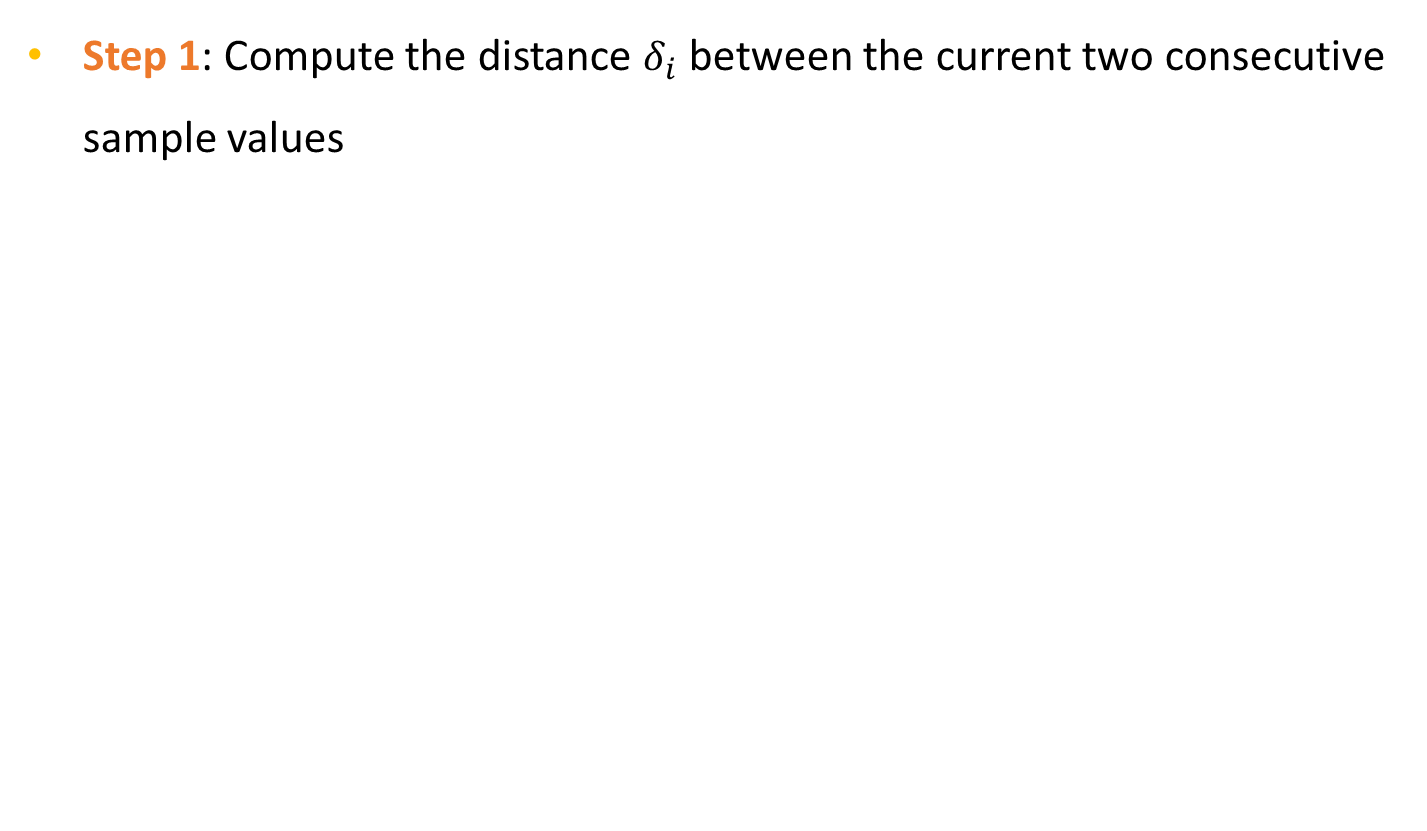 • Step 1: Compute the distance 𝛿𝑖 between the current two consecutive
sample values